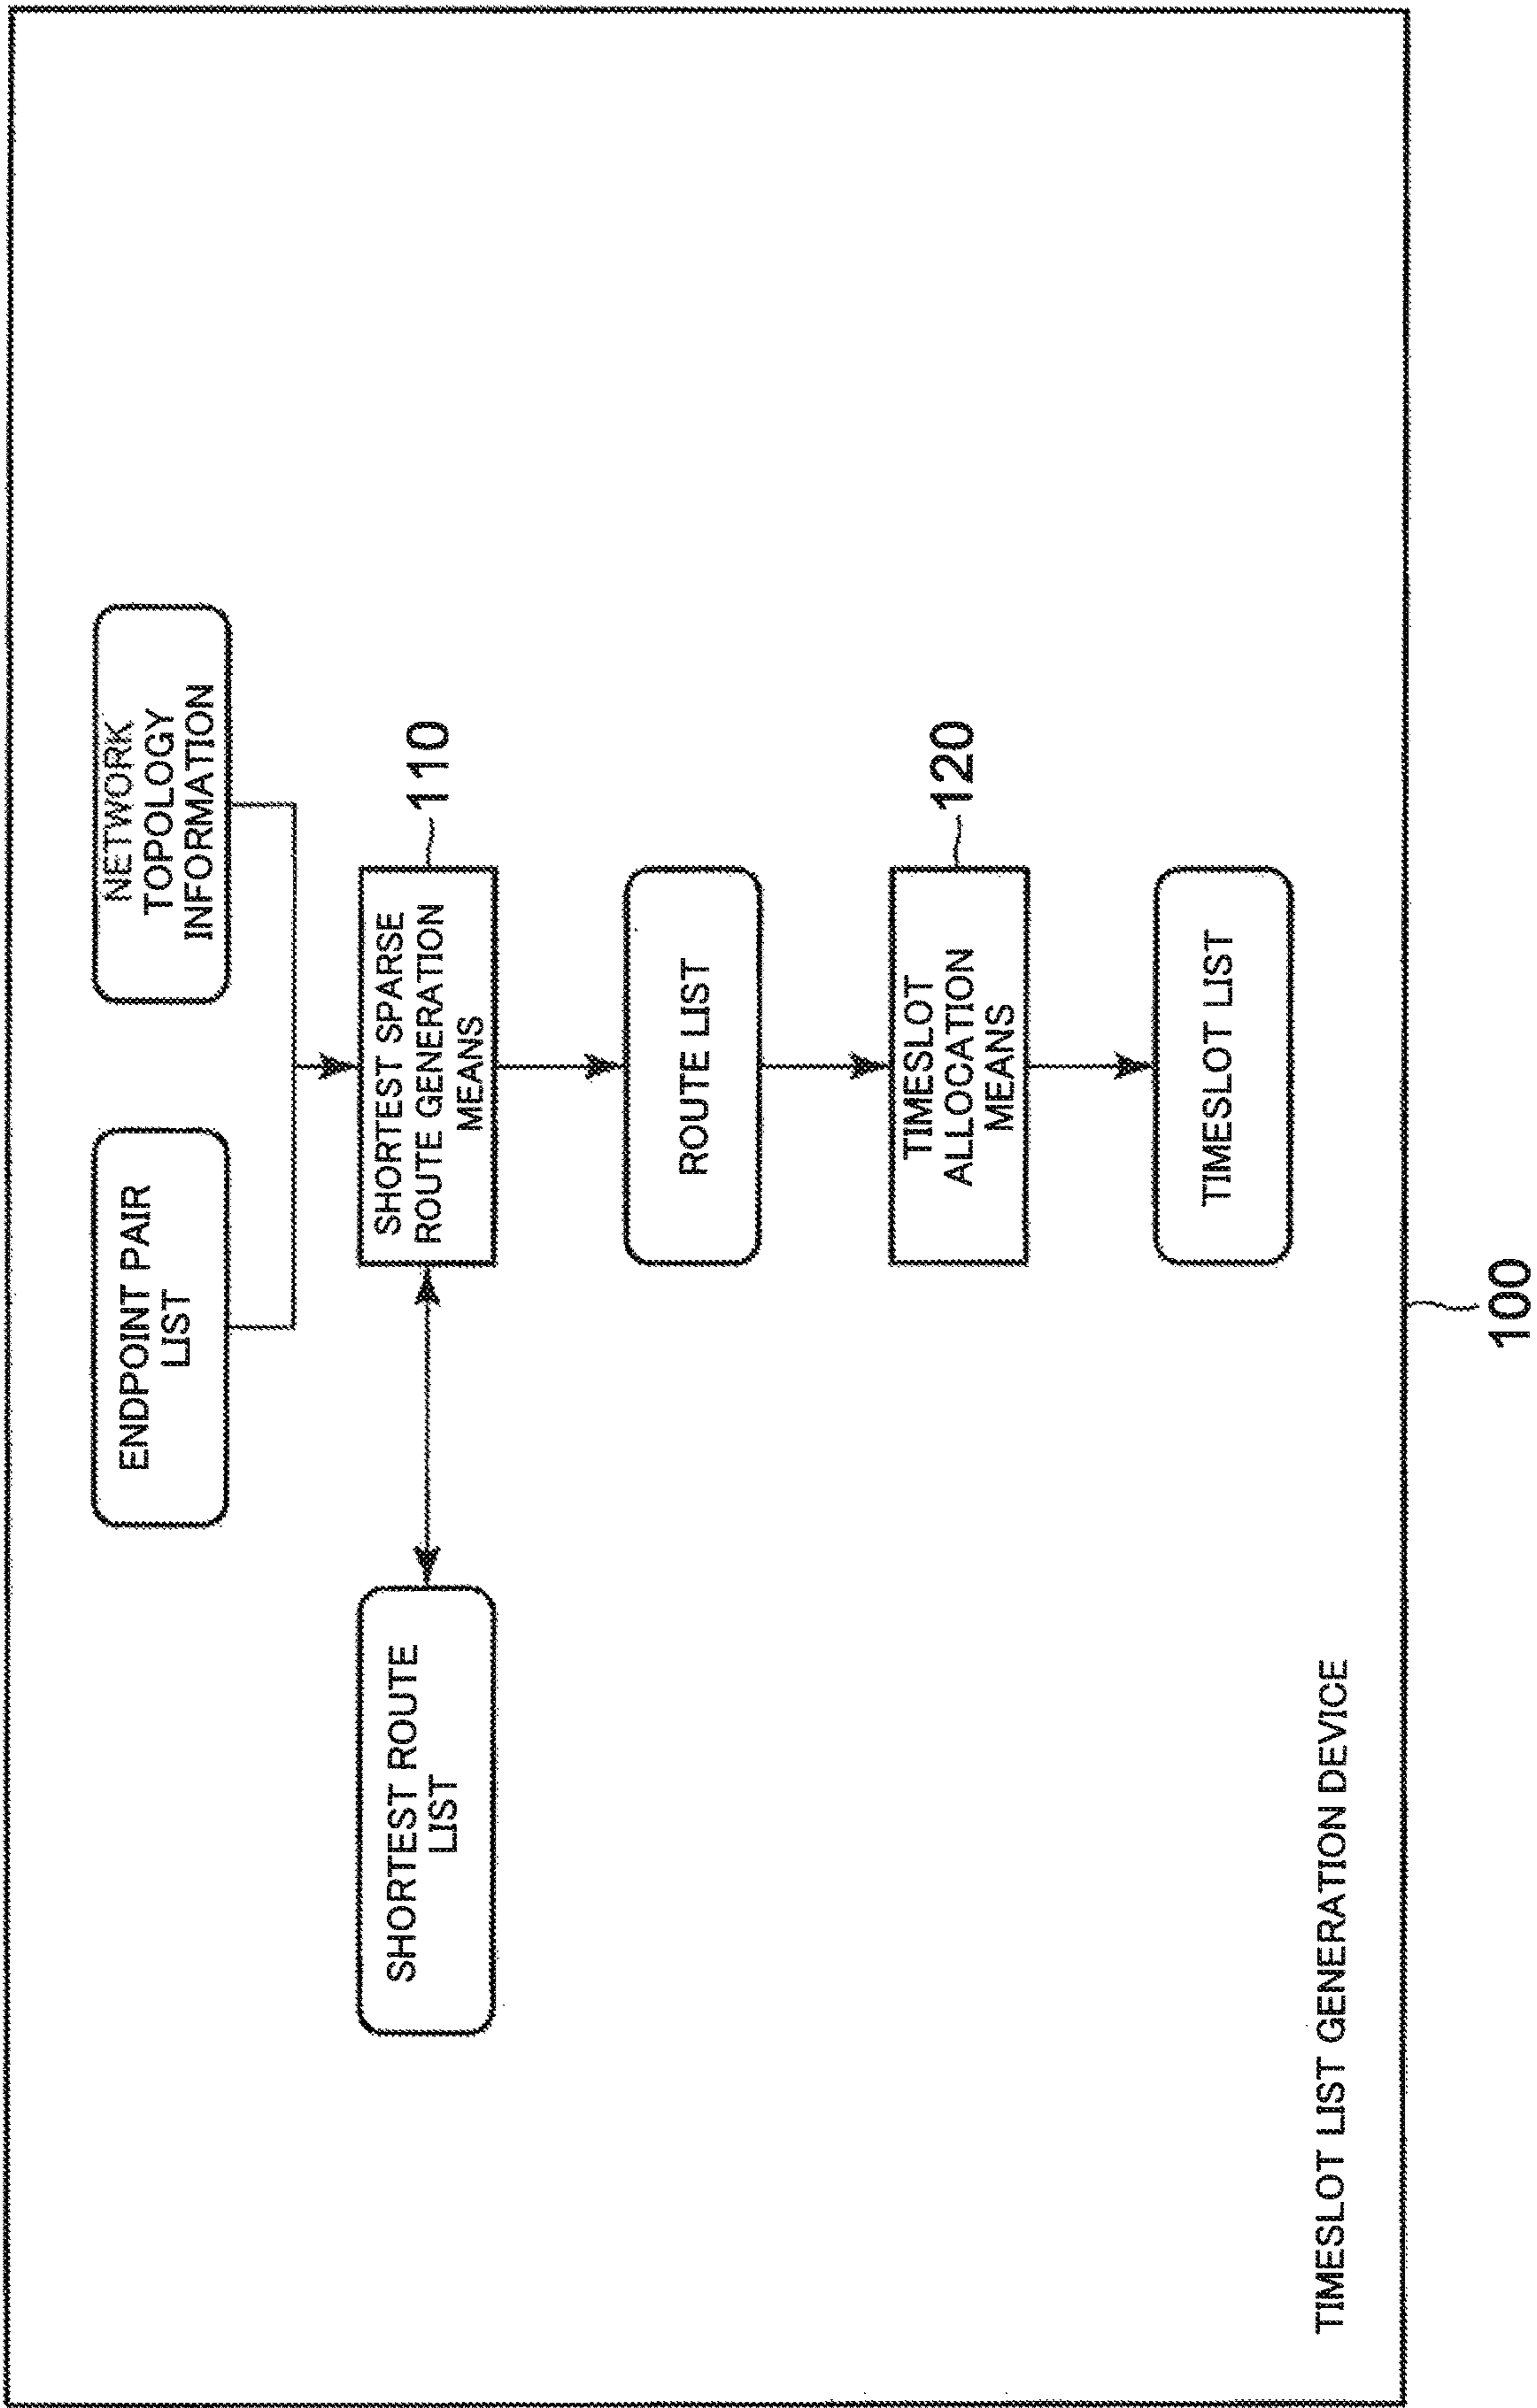 ENDPOINT PAIR
LIST
NETWORK
TOPOLOGY
INFORMATION
SHORTEST ROUTE
LIST
SHORTEST SPARSE
ROUTE GENERATION
MEANS
110
ROUTE LIST
TIMESLOT
ALLOCATION
MEANS
120
TIMESLOT LIST
TIMESLOT LIST GENERATION DEVICE
100